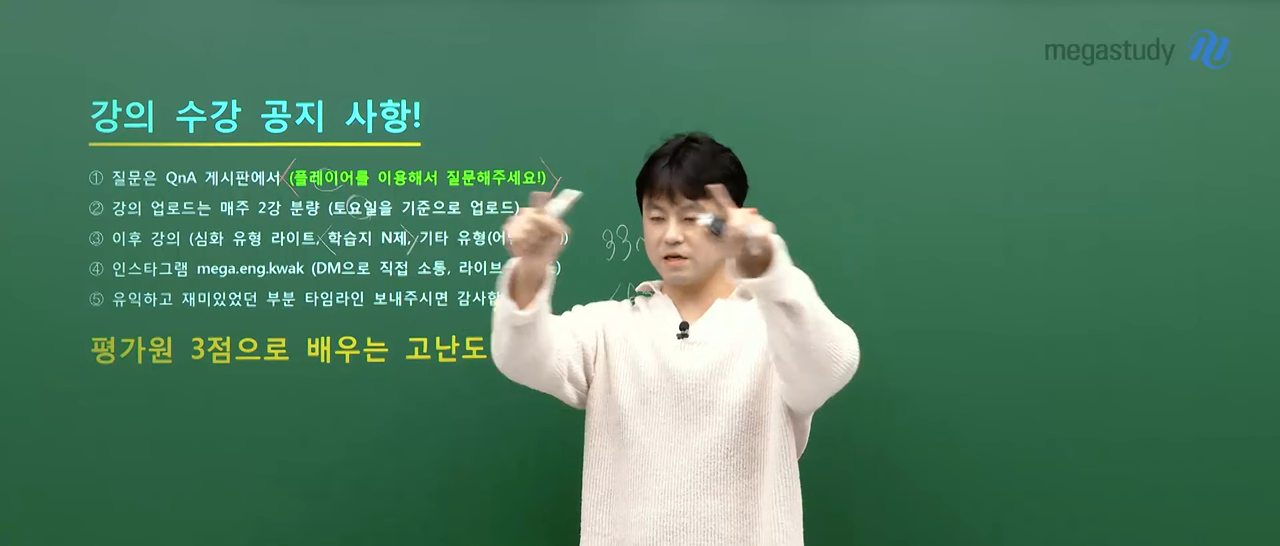 megastudy
강의 수강 공지 사항!
① 질문은 QnA 게시판에서 (플레이어를 이용해서 질문해주세요!)
② 강의 업로드는 매주 2강 분량 (토요일을 기준으로 업로드)
③ 이후 강의 (심화 유형 라이트, 학습지 N제, 기타 유형
④ 인스타그램 mega.eng.kwak (DM으로 직접 소통, 라이브
⑤ 유익하고 재미있었던 부분 타임라인 보내주시면
평가원 3점으로 배우는 고난도
33